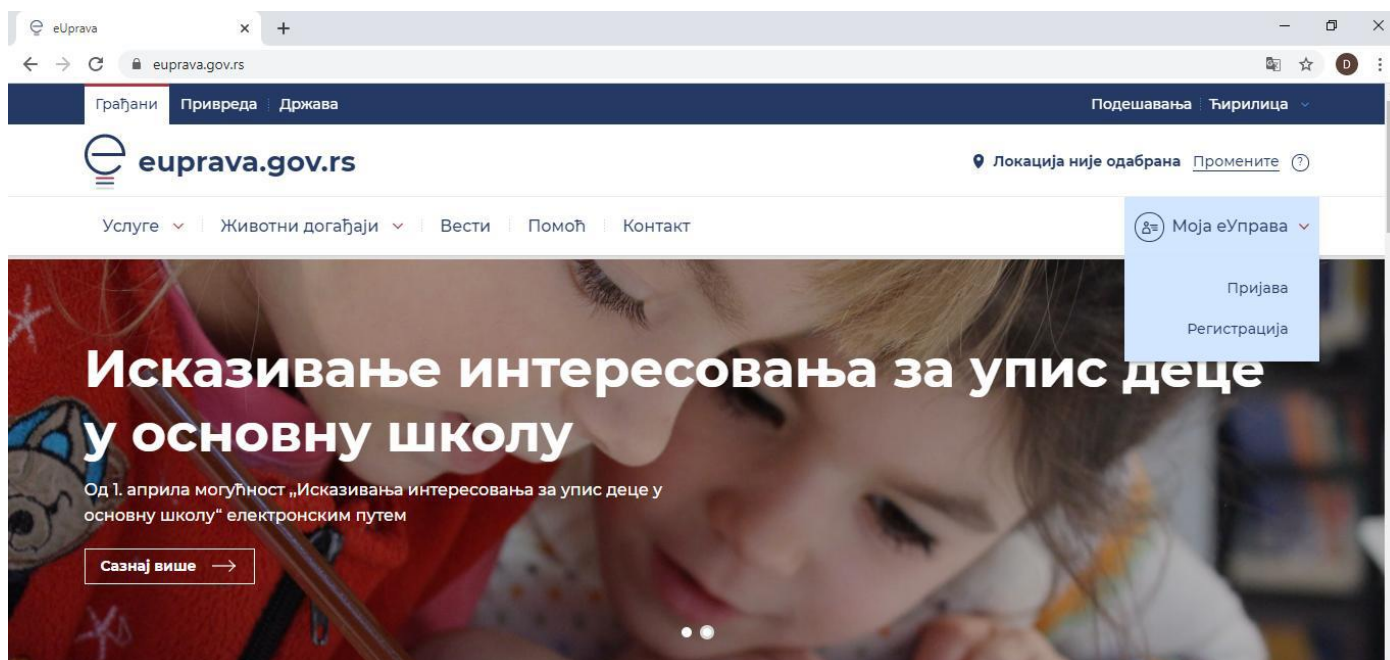 eUprava
euprava.gov.rs
D
Грађани Привреда Држава Подешавања Ћирилица
euprava.gov.rs Локација није одабрана Промените ?
Услуге Животни догађаји Вести Помоћ Контакт Моја еУправа
Пријава
Регистрација
Исказивање интересовања за упис деце
у основну школу
Од 1. априла могућност „Исказивања интересовања за упис деце у
основну школу“ електронским путем
Сазнај више